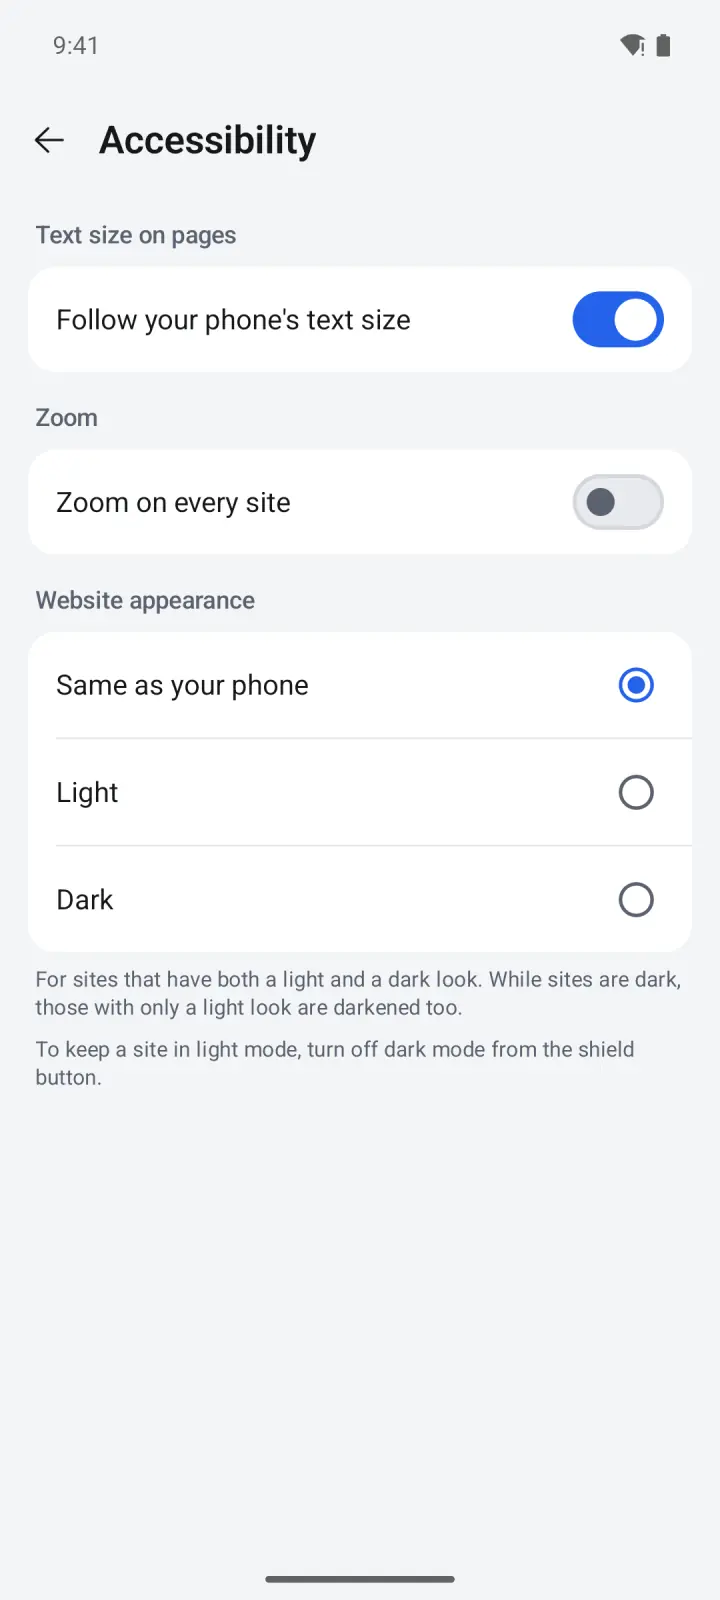 9:41
Accessibility
Text size on pages
Follow your phone's text size
Zoom
Zoom on every site
Website appearance
Same as your phone
Light
Dark
For sites that have both a light and a dark look. While sites are dark,
those with only a light look are darkened too.
To keep a site in light mode, turn off dark mode from the shield
button.